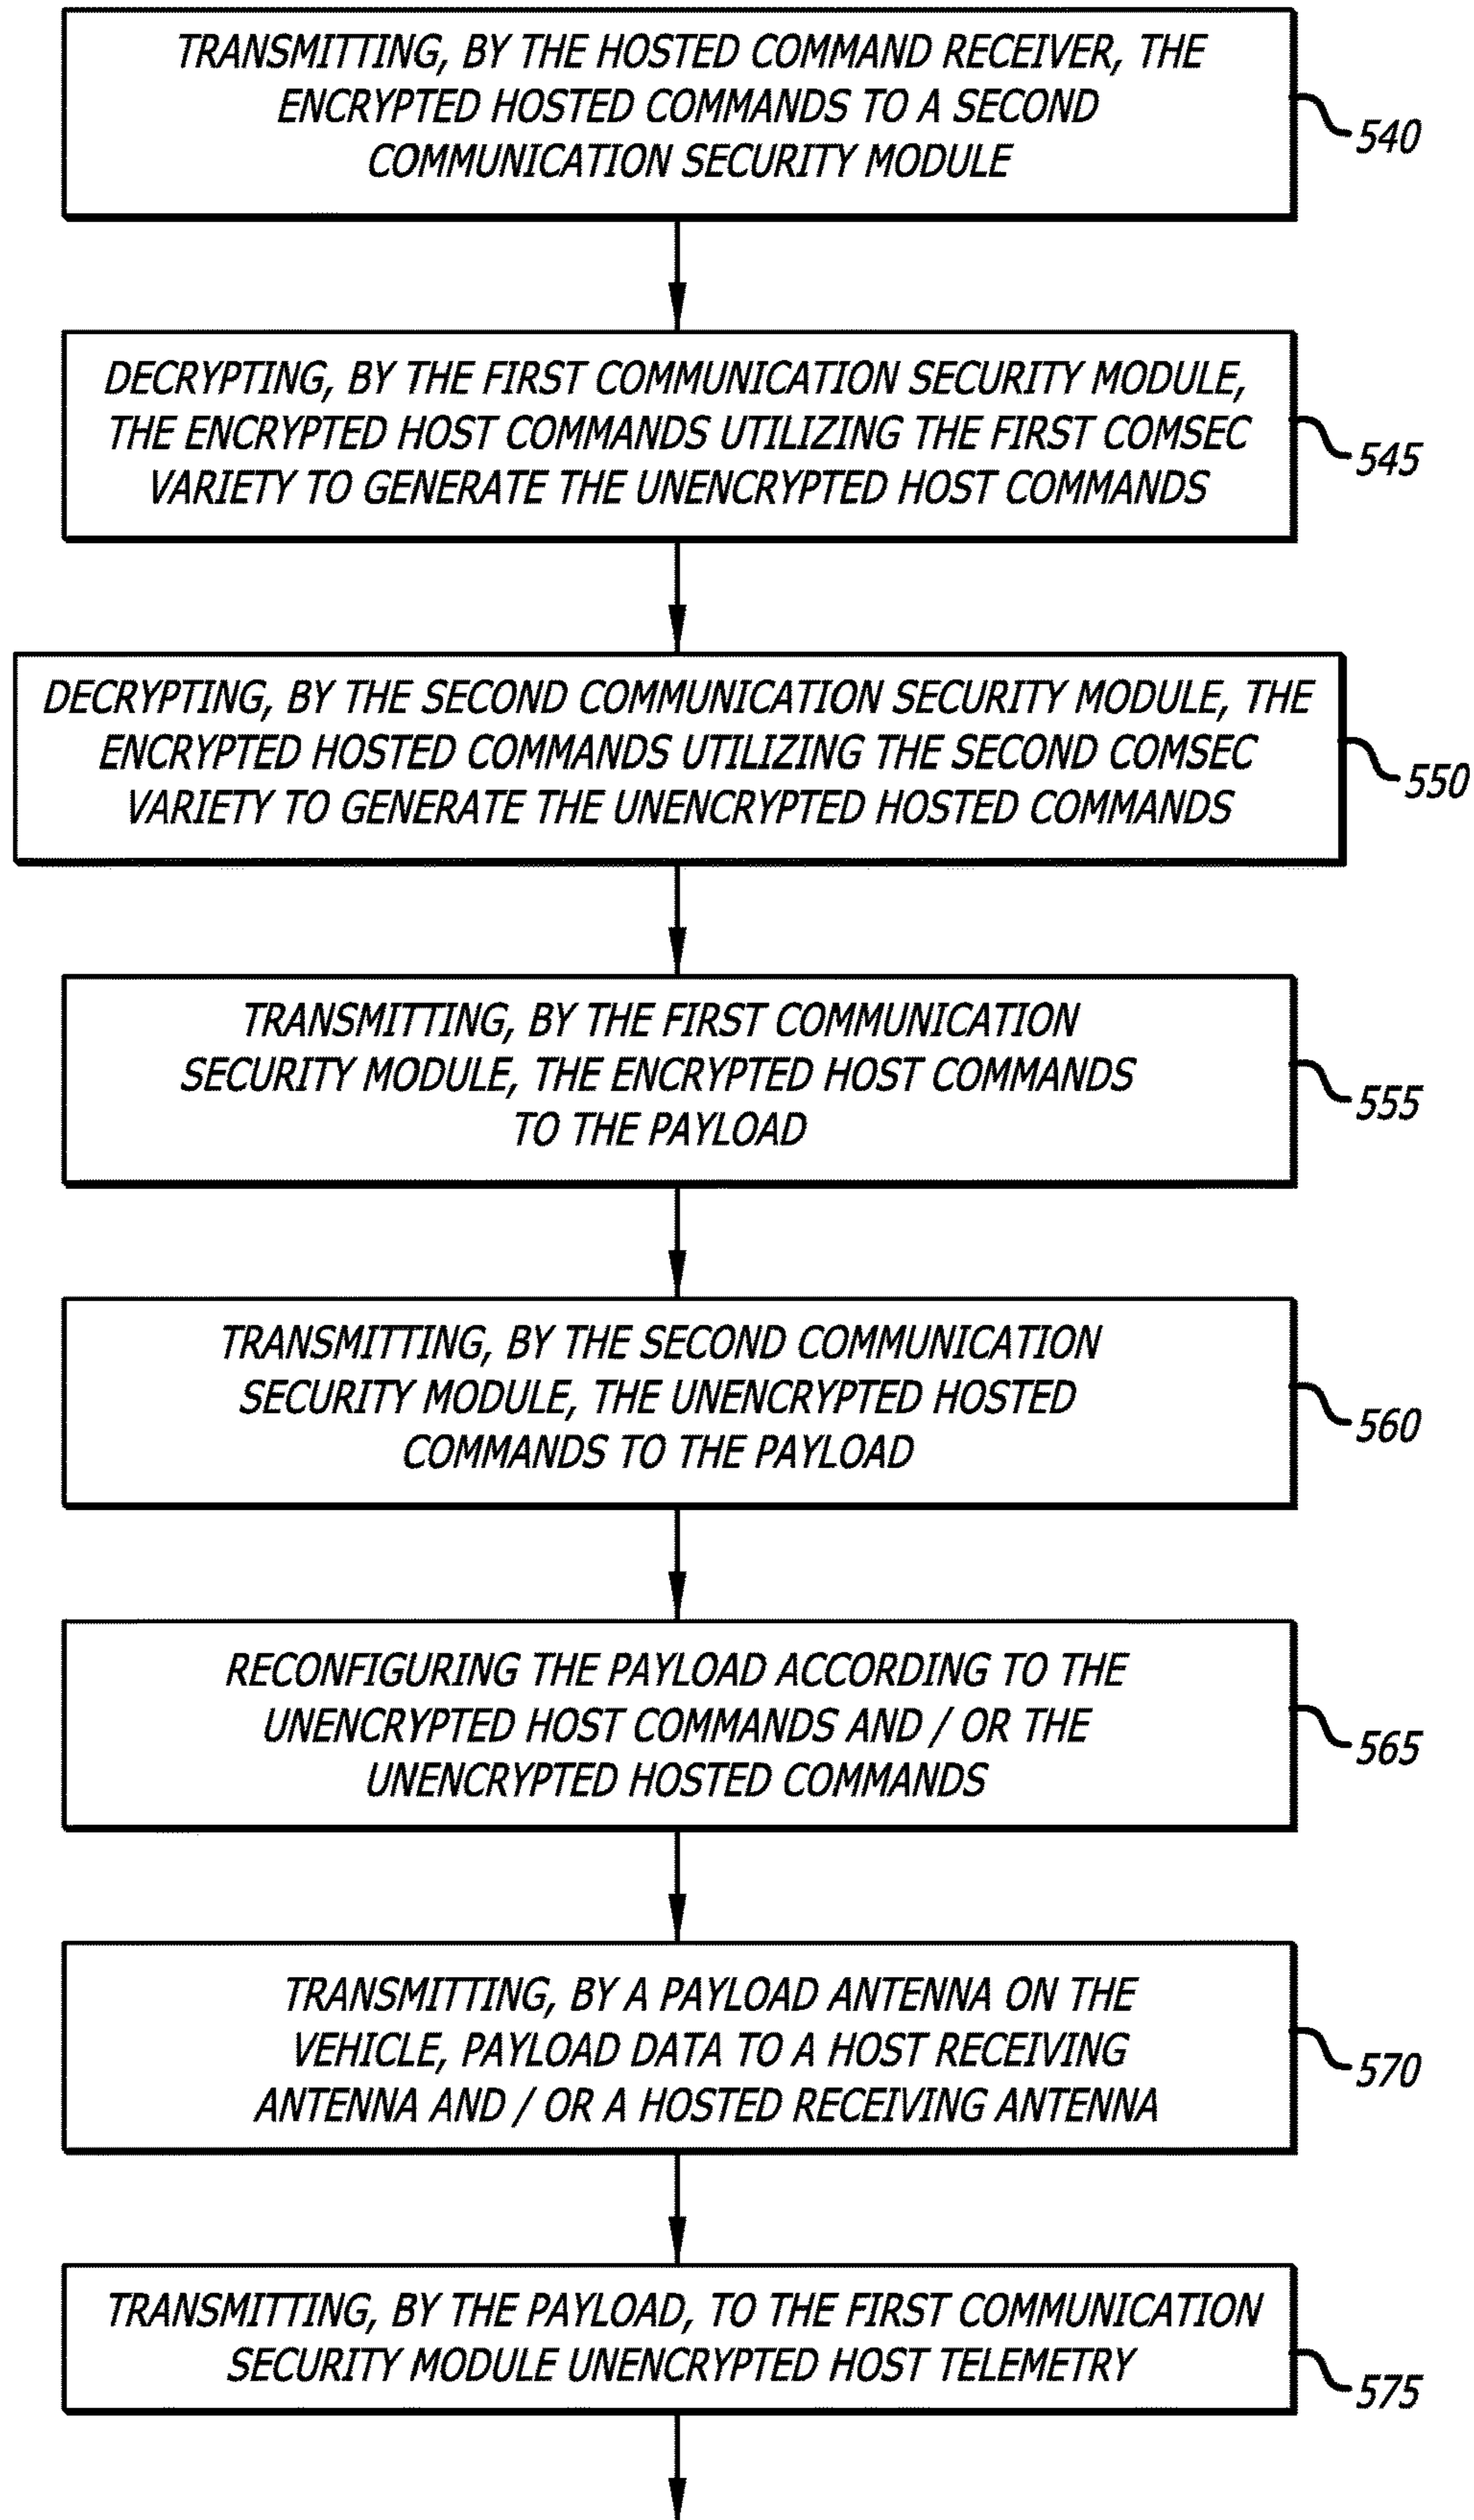 TRANSMITTING, BY THE HOSTED COMMAND RECEIVER, THE
ENCRYPTED HOSTED COMMANDS TO A SECOND
COMMUNICATION SECURITY MODULE
540
DECRYPTING, BY THE FIRST COMMUNICATION SECURITY MODULE,
THE ENCRYPTED HOST COMMANDS UTILIZING THE FIRST COMSEC
VARIETY TO GENERATE THE UNENCRYPTED HOST COMMANDS
545
DECRYPTING, BY THE SECOND COMMUNICATION SECURITY MODULE, THE
ENCRYPTED HOSTED COMMANDS UTILIZING THE SECOND COMSEC
VARIETY TO GENERATE THE UNENCRYPTED HOSTED COMMANDS
550
TRANSMITTING, BY THE FIRST COMMUNICATION
SECURITY MODULE, THE ENCRYPTED HOST COMMANDS
TO THE PAYLOAD
555
TRANSMITTING, BY THE SECOND COMMUNICATION
SECURITY MODULE, THE UNENCRYPTED HOSTED
COMMANDS TO THE PAYLOAD
560
RECONFIGURING THE PAYLOAD ACCORDING TO THE
UNENCRYPTED HOST COMMANDS AND / OR THE
UNENCRYPTED HOSTED COMMANDS
565
TRANSMITTING, BY A PAYLOAD ANTENNA ON THE
VEHICLE, PAYLOAD DATA TO A HOST RECEIVING
ANTENNA AND / OR A HOSTED RECEIVING ANTENNA
570
TRANSMITTING, BY THE PAYLOAD, TO THE FIRST COMMUNICATION
SECURITY MODULE UNENCRYPTED HOST TELEMETRY
575